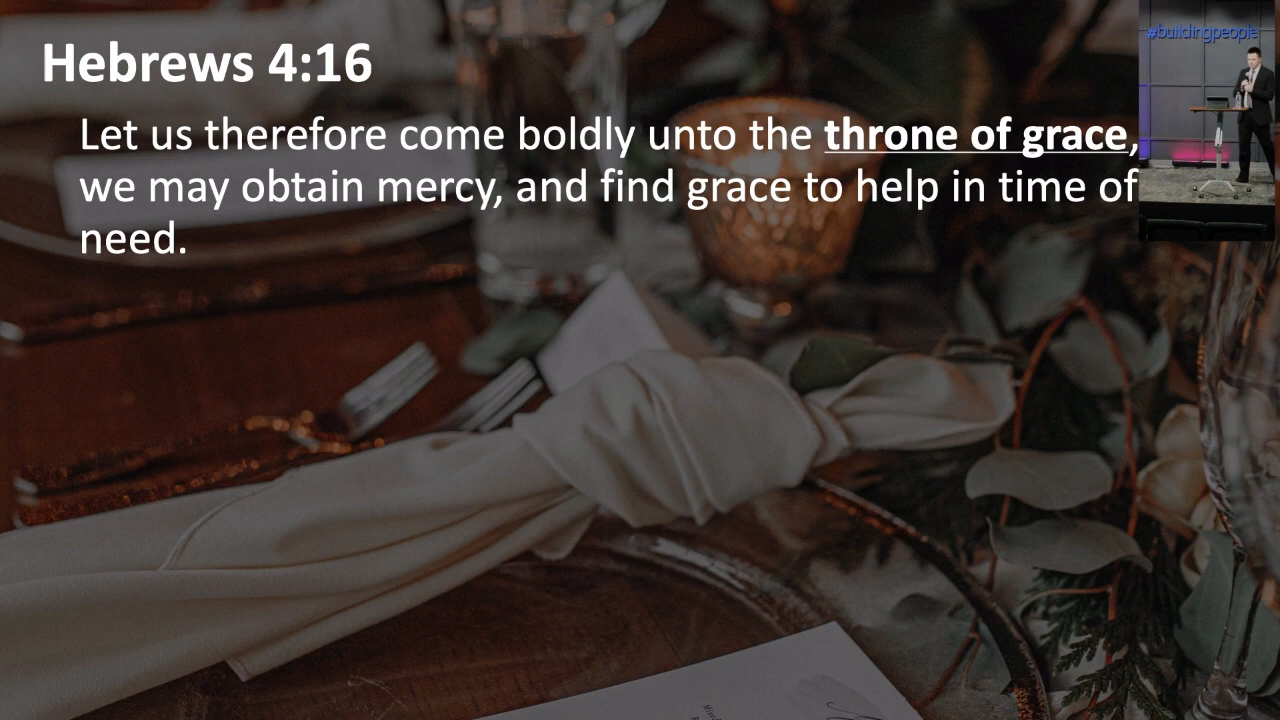 Hebrews 4:16
Let us therefore come boldly unto the throne of grace,
we may obtain mercy, and find grace to help in time of
need.
#buildingpeople